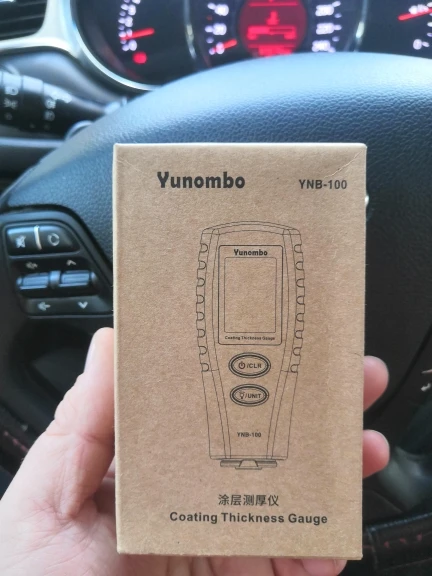 Yunombo YNB-100
Yunombo
Coating Thickness Gauge
/CLR
/UNIT
YNB-100
涂层测厚仪
Coating Thickness Gauge